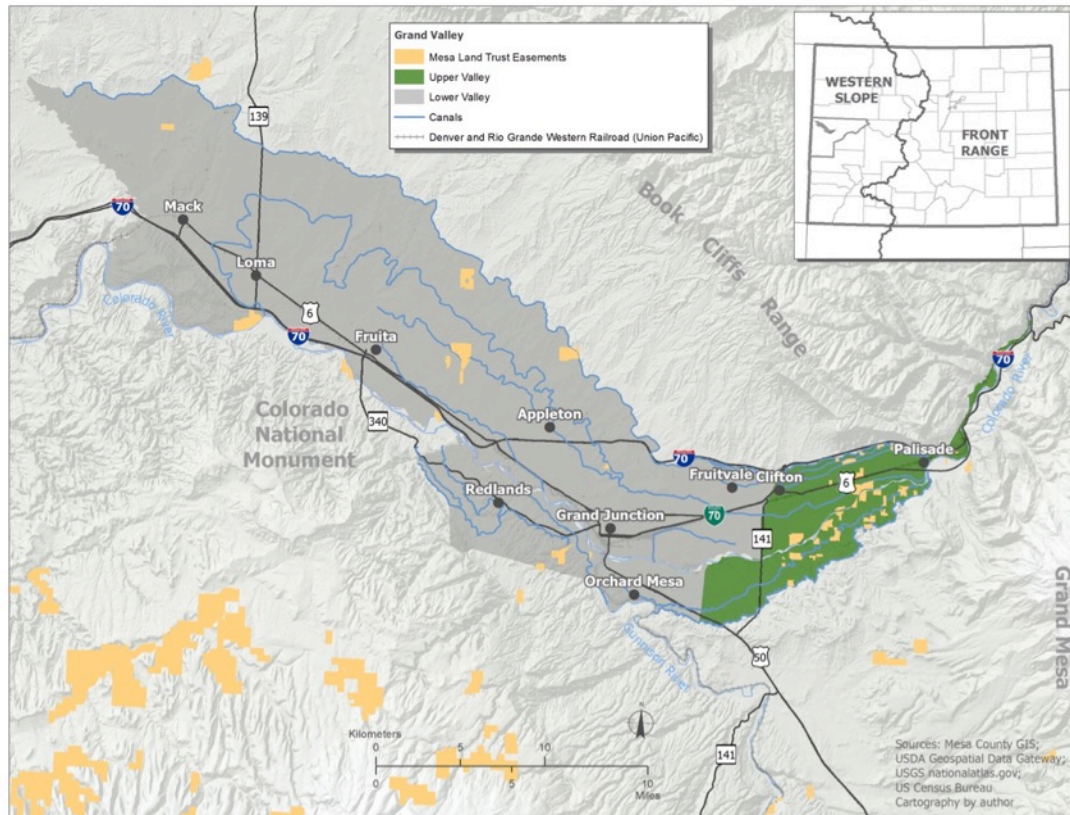 Grand Valley
Mesa Land Trust Easements
Upper Valley
Lower Valley
Canals
Denver and Rio Grande Western Railroad (Union Pacific)
WESTERN
SLOPE
FRONT
RANGE
139
Book Cliffs Range
70
Mack
Loma
Colorado River
6
70
Fruita
70
Colorado River
Colorado
National
Monument
340
Appleton
70
Palisade
Fruitvale
Clifton
6
Redlands
70
Grand Junction
141
Orchard Mesa
Grand Mesa
Gunnison River
50
N
Kilometers
0 5 10
0 5 10
Miles
141
Sources: Mesa County GIS;
USDA Geospatial Data Gateway;
USGS nationalatlas.gov;
US Census Bureau
Cartography by author